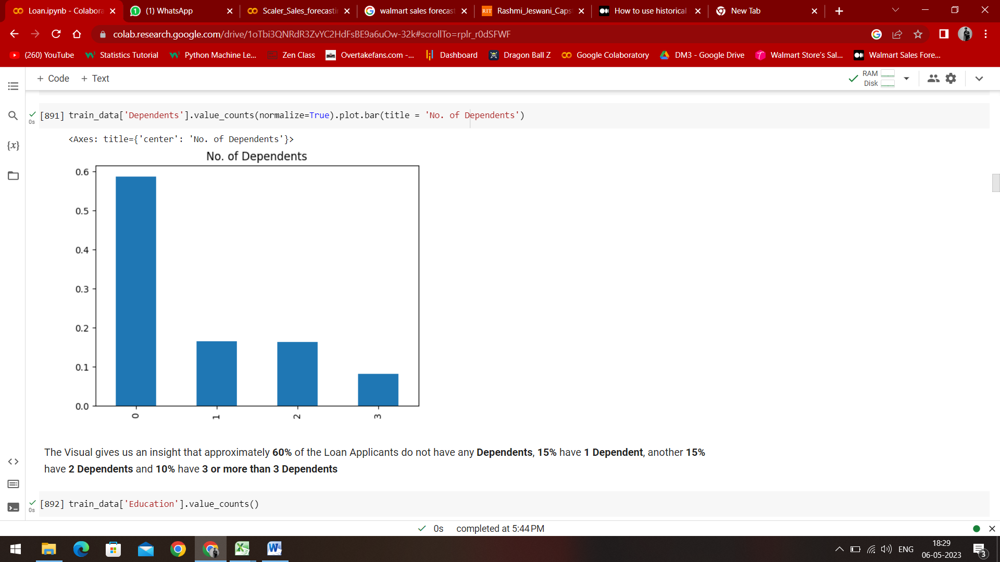 Loan.ipynb - Colabora
(1) WhatsApp
Scaler_Sales_forecasti
walmart sales forecast
RIT Rashmi_Jeswani_Caps
How to use historical
New Tab
colab.research.google.com/drive/1oTbi3QNRdR3ZvYC2HdFsBE9a6uOw-32k#scrollTo=rplr_r0dSFWF
(260) YouTube
Statistics Tutorial
Python Machine Le...
Zen Class
Overtakefans.com -...
Dashboard
Dragon Ball Z
Google Colaboratory
DM3 - Google Drive
Walmart Store's Sal...
Walmart Sales Fore...
+ Code + Text
RAM
Disk
[891] train_data['Dependents'].value_counts(normalize=True).plot.bar(title = 'No. of Dependents')
0s
<Axes: title={'center': 'No. of Dependents'}>
{x}
No. of Dependents
0.6
0.5
0.4
0.3
0.2
0.1
0.0
0 1 2 3
The Visual gives us an insight that approximately 60% of the Loan Applicants do not have any Dependents, 15% have 1 Dependent, another 15%
have 2 Dependents and 10% have 3 or more than 3 Dependents
[892] train_data['Education'].value_counts()
0s
0s completed at 5:44 PM
ENG
18:29
06-05-2023
3